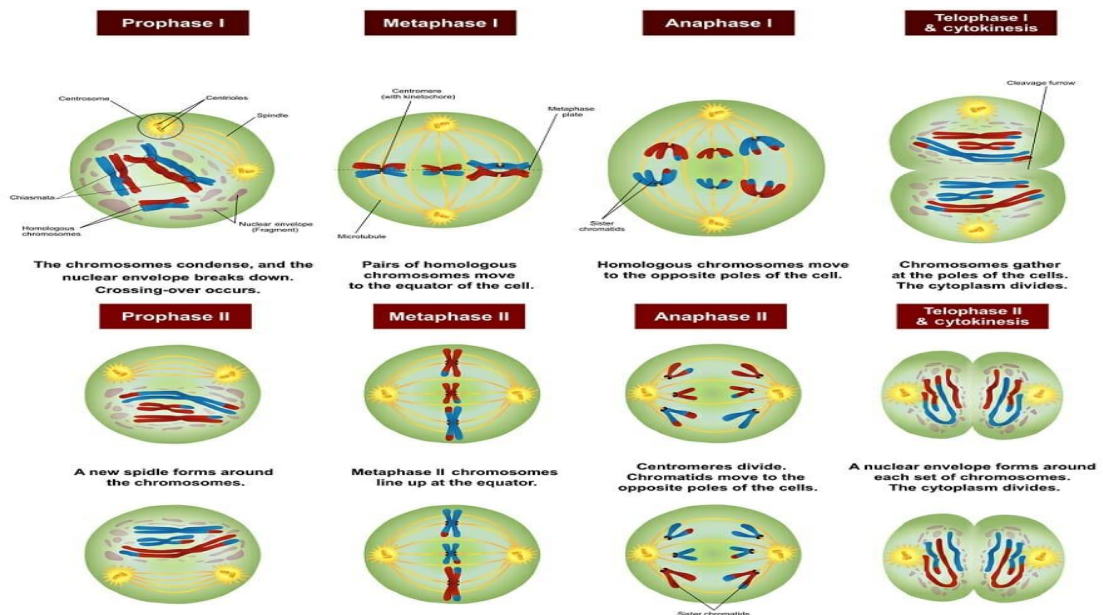 Prophase I
Metaphase I
Anaphase I
Telophase I
& cytokinesis
Centrosome
Centrioles
Spindle
Chiasmata
Homologous
chromosomes
Nuclear envelope
(Fragment)
Centromere
(with kinetochore)
Metaphase
plate
Microtubule
Sister
chromatids
Cleavage furrow
The chromosomes condense, and the
nuclear envelope breaks down.
Crossing-over occurs.
Pairs of homologous
chromosomes move
to the equator of the cell.
Homologous chromosomes move
to the opposite poles of the cell.
Chromosomes gather
at the poles of the cells.
The cytoplasm divides.
Prophase II
Metaphase II
Anaphase II
Telophase II
& cytokinesis
A new spidle forms around
the chromosomes.
Metaphase II chromosomes
line up at the equator.
Centromeres divide.
Chromatids move to the
opposite poles of the cells.
A nuclear envelope forms around
each set of chromosomes.
The cytoplasm divides.
Sister chromatids